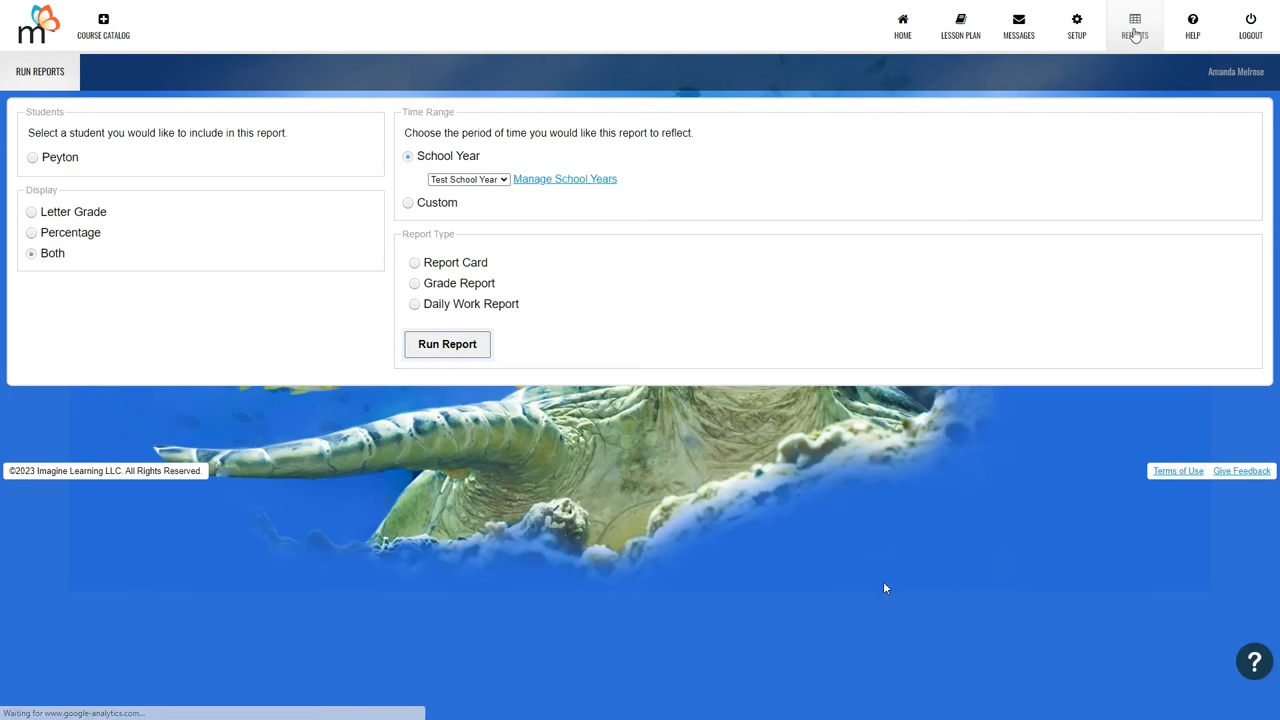 m
COURSE CATALOG
HOME
LESSON PLAN
MESSAGES
SETUP
REPORTS
HELP
LOGOUT
RUN REPORTS
Amanda Melrose
Students
Select a student you would like to include in this report.
Peyton
Display
Letter Grade
Percentage
Both
Time Range
Choose the period of time you would like this report to reflect.
School Year
Test School Year Manage School Years
Custom
Report Type
Report Card
Grade Report
Daily Work Report
Run Report
©2023 Imagine Learning LLC. All Rights Reserved.
Terms of Use Give Feedback
?
Waiting for www.google-analytics.com...